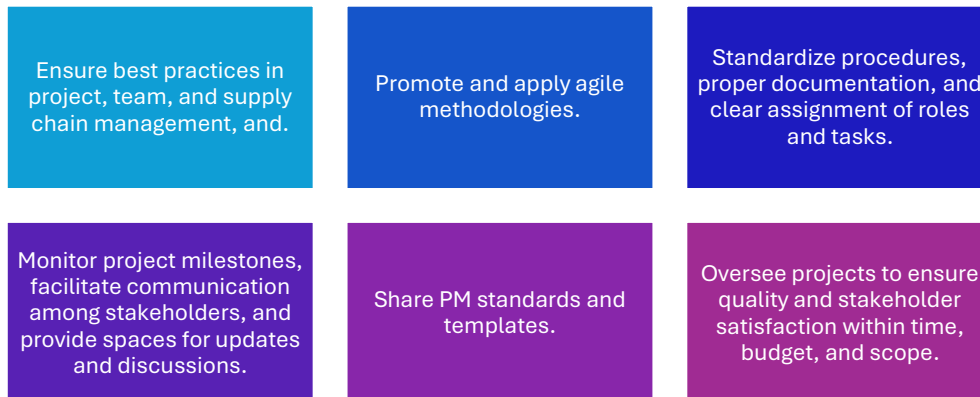 Ensure best practices in
project, team, and supply
chain management, and.
Promote and apply agile
methodologies.
Standardize procedures,
proper documentation, and
clear assignment of roles
and tasks.
Monitor project milestones,
facilitate communication
among stakeholders, and
provide spaces for updates
and discussions.
Share PM standards and
templates.
Oversee projects to ensure
quality and stakeholder
satisfaction within time,
budget, and scope.